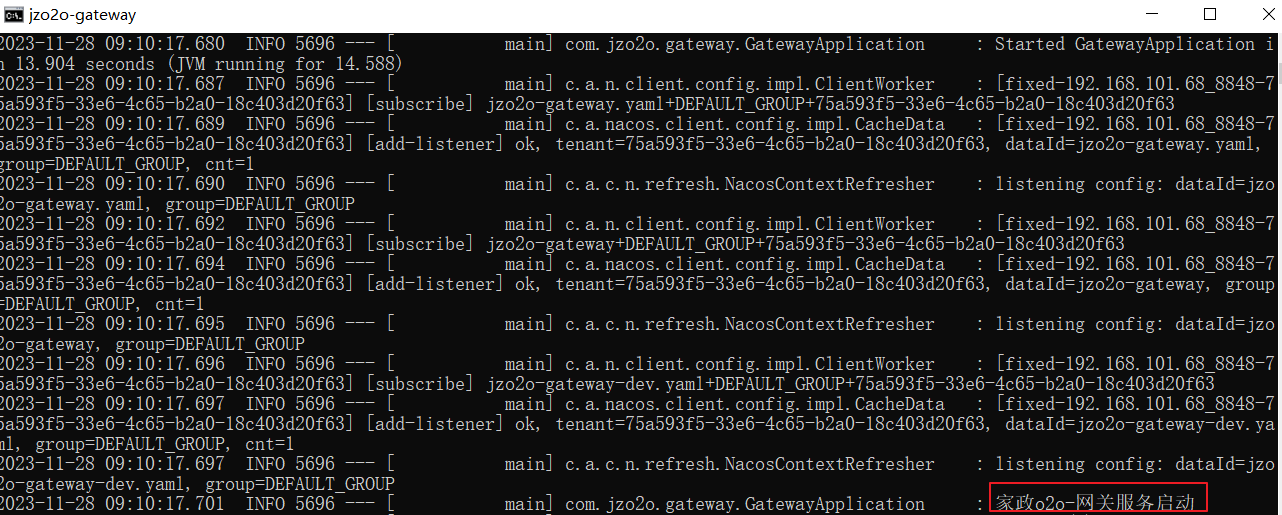 jzo2o-gateway
2023-11-28 09:10:17.680  INFO 5696 --- [           main] com.jzo2o.gateway.GatewayApplication     : Started GatewayApplication i
n 13.904 seconds (JVM running for 14.588)
2023-11-28 09:10:17.687  INFO 5696 --- [           main] c.a.n.client.config.impl.ClientWorker    : [fixed-192.168.101.68_8848-7
5a593f5-33e6-4c65-b2a0-18c403d20f63] [subscribe] jzo2o-gateway.yaml+DEFAULT_GROUP+75a593f5-33e6-4c65-b2a0-18c403d20f63
2023-11-28 09:10:17.689  INFO 5696 --- [           main] c.a.nacos.client.config.impl.CacheData   : [fixed-192.168.101.68_8848-7
5a593f5-33e6-4c65-b2a0-18c403d20f63] [add-listener] ok, tenant=75a593f5-33e6-4c65-b2a0-18c403d20f63, dataId=jzo2o-gateway.yaml,
group=DEFAULT_GROUP, cnt=1
2023-11-28 09:10:17.690  INFO 5696 --- [           main] c.a.c.n.refresh.NacosContextRefresher    : listening config: dataId=jzo
2o-gateway.yaml, group=DEFAULT_GROUP
2023-11-28 09:10:17.692  INFO 5696 --- [           main] c.a.n.client.config.impl.ClientWorker    : [fixed-192.168.101.68_8848-7
5a593f5-33e6-4c65-b2a0-18c403d20f63] [subscribe] jzo2o-gateway+DEFAULT_GROUP+75a593f5-33e6-4c65-b2a0-18c403d20f63
2023-11-28 09:10:17.694  INFO 5696 --- [           main] c.a.nacos.client.config.impl.CacheData   : [fixed-192.168.101.68_8848-7
5a593f5-33e6-4c65-b2a0-18c403d20f63] [add-listener] ok, tenant=75a593f5-33e6-4c65-b2a0-18c403d20f63, dataId=jzo2o-gateway, group
=DEFAULT_GROUP, cnt=1
2023-11-28 09:10:17.695  INFO 5696 --- [           main] c.a.c.n.refresh.NacosContextRefresher    : listening config: dataId=jzo
2o-gateway, group=DEFAULT_GROUP
2023-11-28 09:10:17.696  INFO 5696 --- [           main] c.a.n.client.config.impl.ClientWorker    : [fixed-192.168.101.68_8848-7
5a593f5-33e6-4c65-b2a0-18c403d20f63] [subscribe] jzo2o-gateway-dev.yaml+DEFAULT_GROUP+75a593f5-33e6-4c65-b2a0-18c403d20f63
2023-11-28 09:10:17.697  INFO 5696 --- [           main] c.a.nacos.client.config.impl.CacheData   : [fixed-192.168.101.68_8848-7
5a593f5-33e6-4c65-b2a0-18c403d20f63] [add-listener] ok, tenant=75a593f5-33e6-4c65-b2a0-18c403d20f63, dataId=jzo2o-gateway-dev.ya
ml, group=DEFAULT_GROUP, cnt=1
2023-11-28 09:10:17.697  INFO 5696 --- [           main] c.a.c.n.refresh.NacosContextRefresher    : listening config: dataId=jzo
2o-gateway-dev.yaml, group=DEFAULT_GROUP
2023-11-28 09:10:17.701  INFO 5696 --- [           main] com.jzo2o.gateway.GatewayApplication     : 家政o2o-网关服务启动